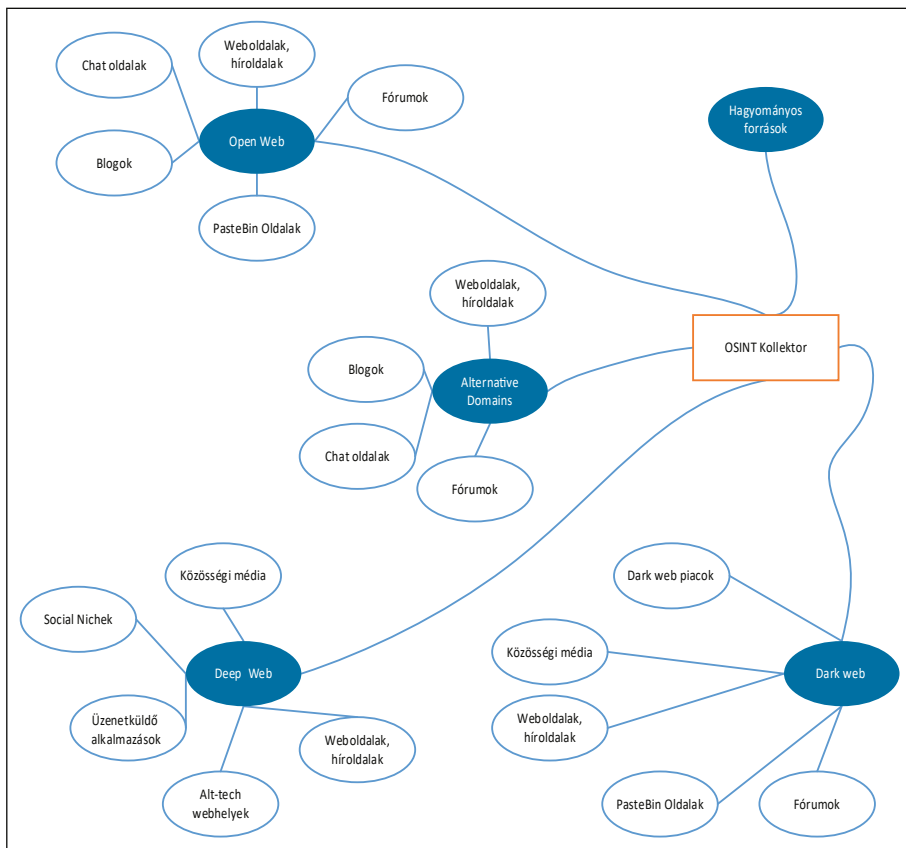 Weboldalak,
híroldalak
Chat oldalak
Fórumok
Hagyományos
források
Open Web
Blogok
PasteBin Oldalak
Weboldalak,
híroldalak
OSINT Kollektor
Blogok
Alternative
Domains
Chat oldalak
Fórumok
Közösségi média
Dark web piacok
Social Nichek
Közösségi média
Deep Web
Dark web
Üzenetküldő
alkalmazások
Weboldalak,
híroldalak
Weboldalak,
híroldalak
Alt-tech
webhelyek
PasteBin Oldalak
Fórumok